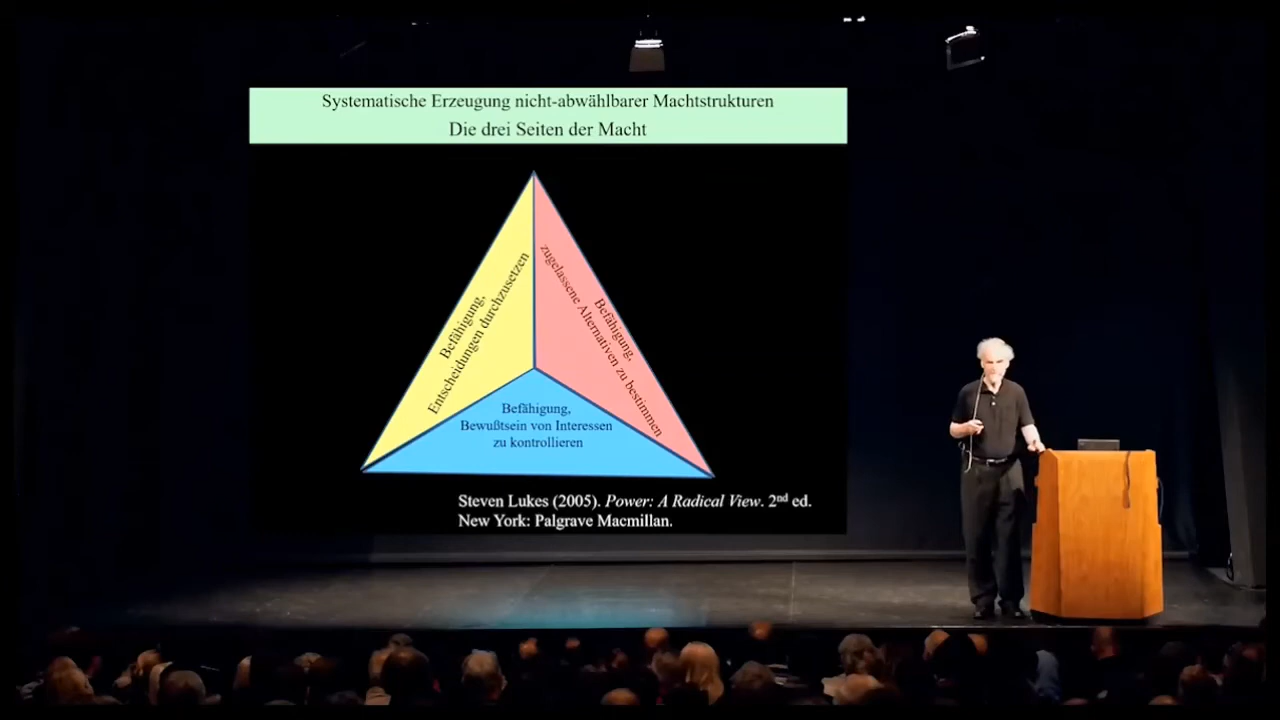 Systematische Erzeugung nicht-abwählbarer Machtstrukturen
Die drei Seiten der Macht
Befähigung,
Entscheidungen durchzusetzen
Befähigung,
zugelassene Alternativen zu bestimmen
Befähigung,
Bewußtsein von Interessen
zu kontrollieren
Steven Lukes (2005). Power: A Radical View. 2nd ed.
New York: Palgrave Macmillan.